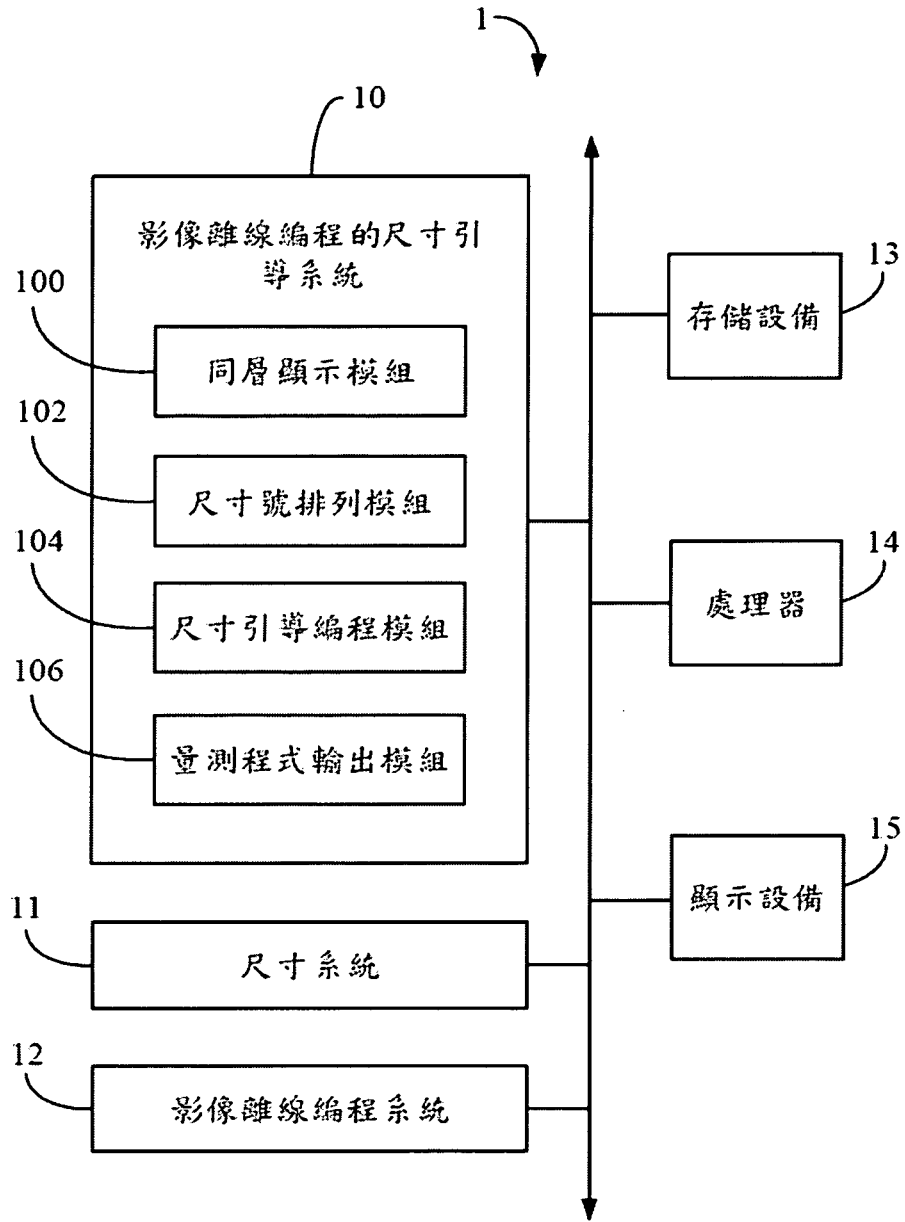 1
10
影像離線編程的尺寸引
導系統
100
同層顯示模組
102
尺寸號排列模組
104
尺寸引導編程模組
106
量測程式輸出模組
11
尺寸系統
12
影像離線編程系統
13
存儲設備
14
處理器
15
顯示設備